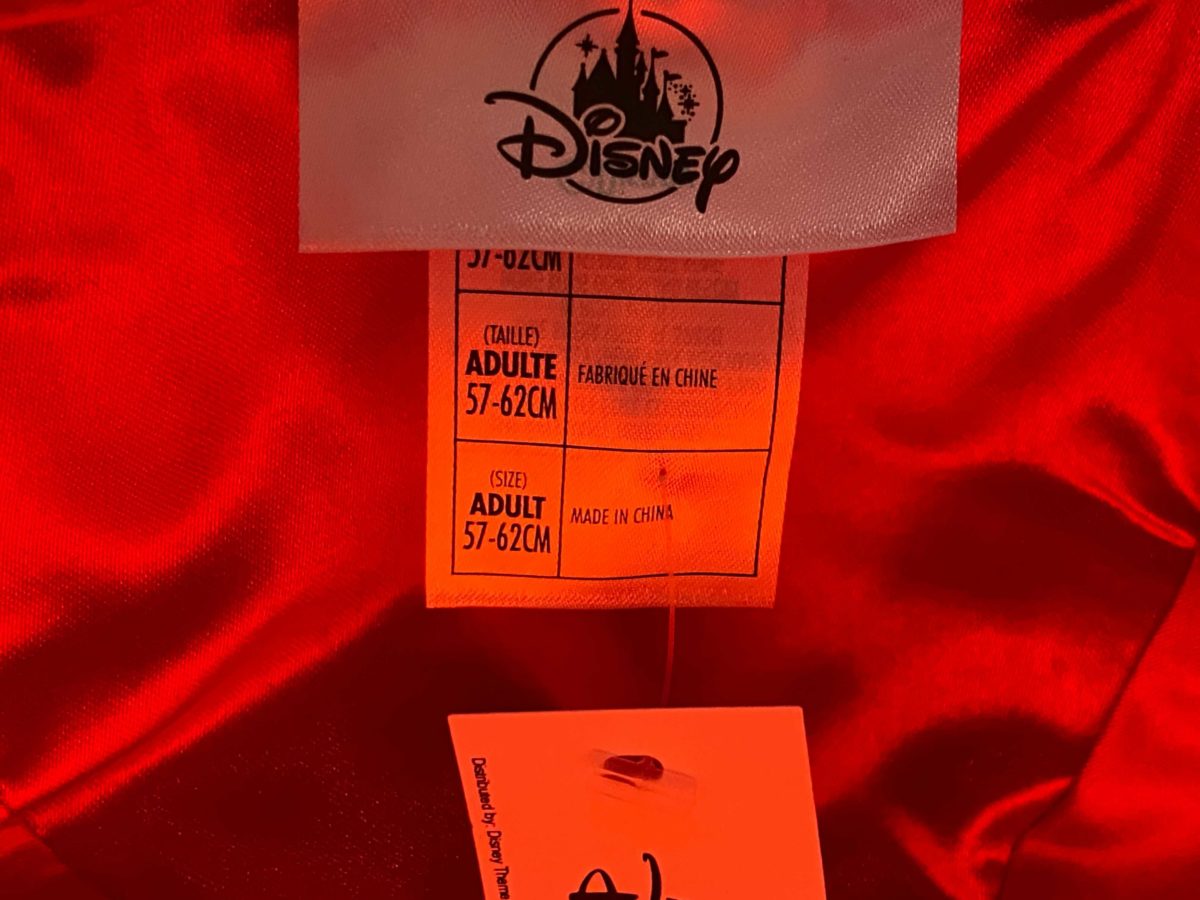 Disney
57-62CM
(TAILLE)
ADULTE
57-62CM
FABRIQUÉ EN CHINE
(SIZE)
ADULT
57-62CM
MADE IN CHINA
Distributed by: Disney Theme